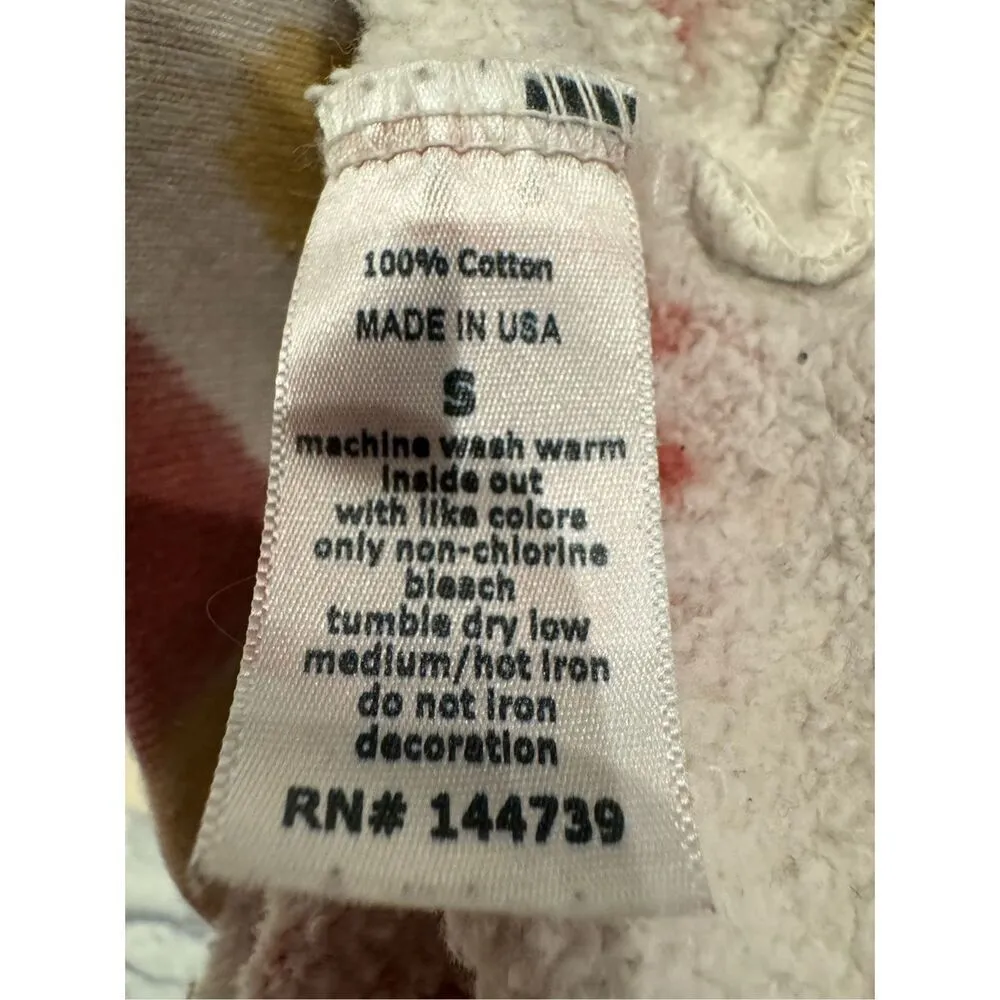 100% Cotton
MADE IN USA
S
machine wash warm
inside out
with like colors
only non-chlorine
bleach
tumble dry low
medium/hot iron
do not iron
decoration
RN# 144739